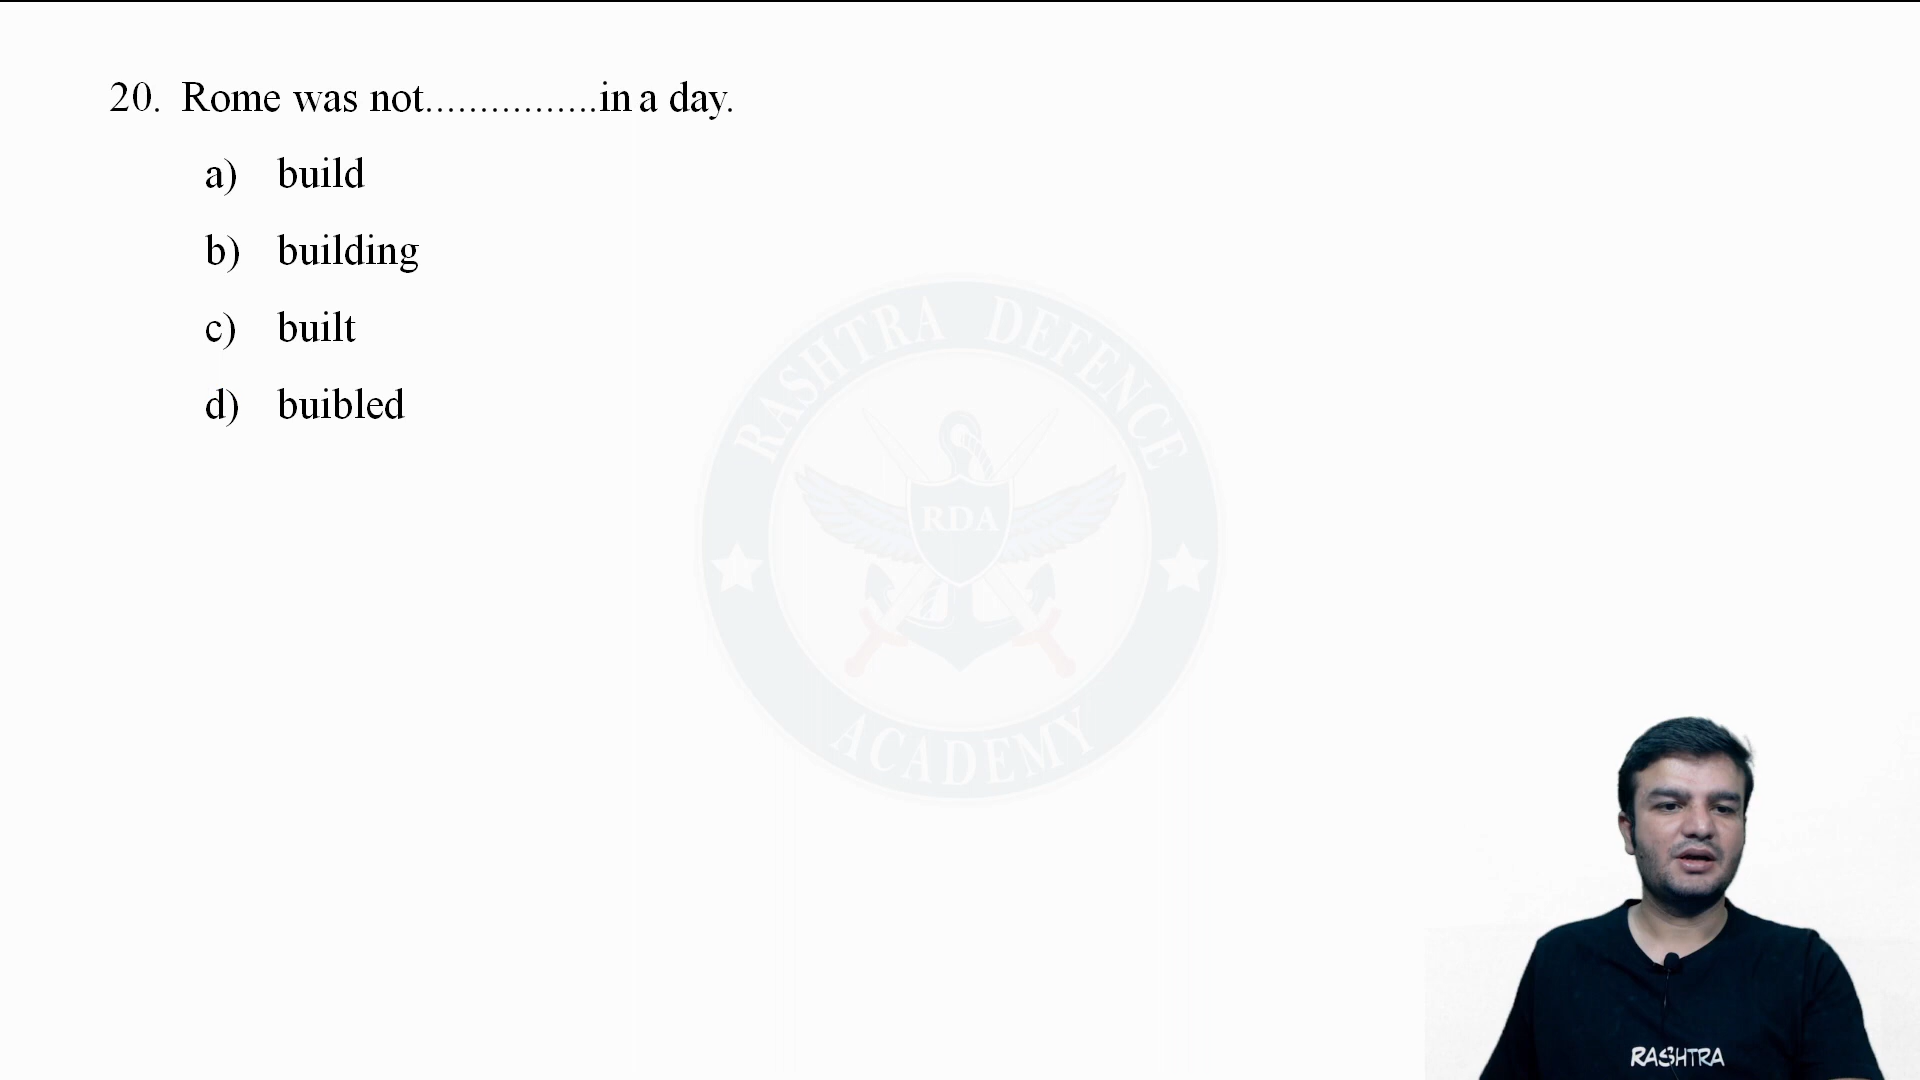 20. Rome was not................in a day.
a) build
b) building
c) built
d) buibled
RASHTRA DEFENCE
RDA
ACADEMY
RASHTRA